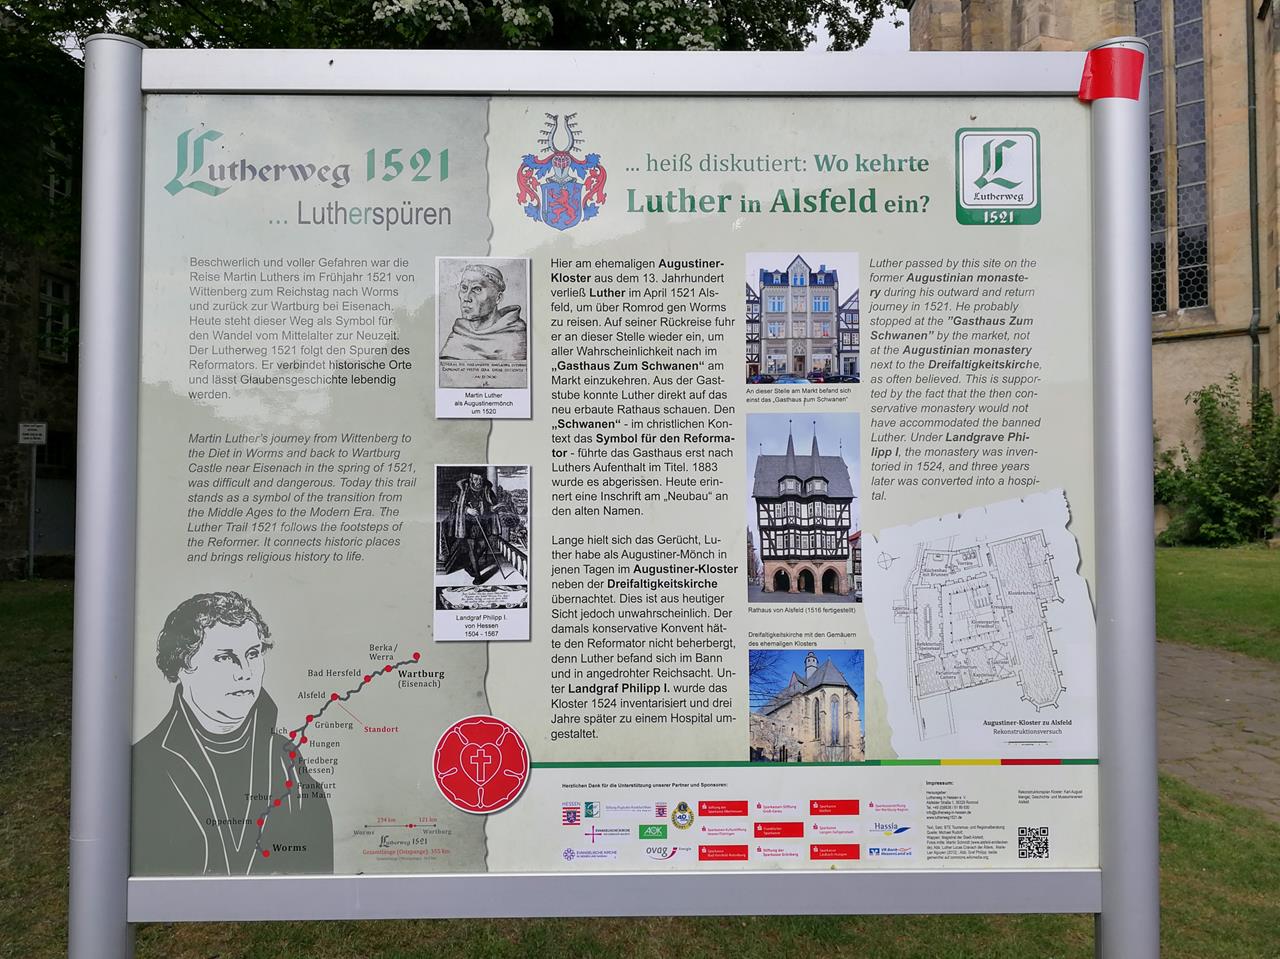 Lutherweg 1521
... Lutherspüren
Beschwerlich und voller Gefahren war die
Reise Martin Luthers im Frühjahr 1521 von
Wittenberg zum Reichstag nach Worms
und zurück zur Wartburg bei Eisenach.
Heute steht dieser Weg als Symbol für
den Wandel vom Mittelalter zur Neuzeit.
Der Lutherweg 1521 folgt den Spuren des
Reformators. Er verbindet historische Orte
und lässt Glaubensgeschichte lebendig
werden.
Martin Luther's journey from Wittenberg to
the Diet in Worms and back to Wartburg
Castle near Eisenach in the spring of 1521,
was difficult and dangerous. Today this trail
stands as a symbol of the transition from
the Middle Ages to the Modern Era. The
Luther Trail 1521 follows the footsteps of
the Reformer. It connects historic places
and brings religious history to life.
Martin Luther
als Augustinermönch
um 1520
Landgraf Philipp I.
von Hessen
1504 - 1567
Berka/
Werra
Wartburg
(Eisenach)
Bad Hersfeld
Alsfeld
Standort
Grünberg
Lich
Hungen
Friedberg
(Hessen)
Frankfurt
am Main
Trebur
Oppenheim
Worms
234 km
121 km
Worms
Wartburg
Lutherweg 1521
... heiß diskutiert: Wo kehrte
Luther in Alsfeld ein?
Lutherweg
1521
Hier am ehemaligen Augustiner-
Kloster aus dem 13. Jahrhundert
verließ Luther im April 1521 Als-
feld, um über Romrod gen Worms
zu reisen. Auf seiner Rückreise fuhr
er an dieser Stelle wieder ein, um
aller Wahrscheinlichkeit nach im
„Gasthaus Zum Schwanen“ am
Markt einzukehren. Aus der Gast-
stube konnte Luther direkt auf das
neu erbaute Rathaus schauen. Den
„Schwanen“ - im christlichen Kon-
text das Symbol für den Reforma-
tor - führte das Gasthaus erst nach
Luthers Aufenthalt im Titel. 1883
wurde es abgerissen. Heute erin-
nert eine Inschrift am „Neubau“ an
den alten Namen.
Lange hielt sich das Gerücht, Lu-
ther habe als Augustiner-Mönch in
jenen Tagen im Augustiner-Kloster
neben der Dreifaltigkeitskirche
übernachtet. Dies ist aus heutiger
Sicht jedoch unwahrscheinlich. Der
damals konservative Konvent hät-
te den Reformator nicht beherbergt,
denn Luther befand sich im Bann
und in angedrohter Reichsacht. Un-
ter Landgraf Philipp I. wurde das
Kloster 1524 inventarisiert und drei
Jahre später zu einem Hospital um-
gestaltet.
An dieser Stelle am Markt befand sich
einst das „Gasthaus zum Schwanen“
Rathaus von Alsfeld (1516 fertiggestellt)
Dreifaltigkeitskirche mit den Gemäuern
des ehemaligen Klosters
Luther passed by this site on the
former Augustinian monaste-
ry during his outward and return
journey in 1521. He probably
stopped at the "Gasthaus Zum
Schwanen" by the market, not
at the Augustinian monastery
next to the Dreifaltigkeitskirche,
as often believed. This is suppor-
ted by the fact that the then con-
servative monastery would not
have accommodated the banned
Luther. Under Landgrave Phi-
lipp I, the monastery was inven-
toried in 1524, and three years
later was converted into a hospi-
tal.
Klosterkirche
Kreuzgang
Klostergarten
(Friedhof)
Augustiner-Kloster zu Alsfeld
Rekonstruktionsversuch
Herzlichen Dank für die Unterstützung unserer Partner und Sponsoren:
HESSEN
AOK
ovag
Energie
Hassia
Impressum: